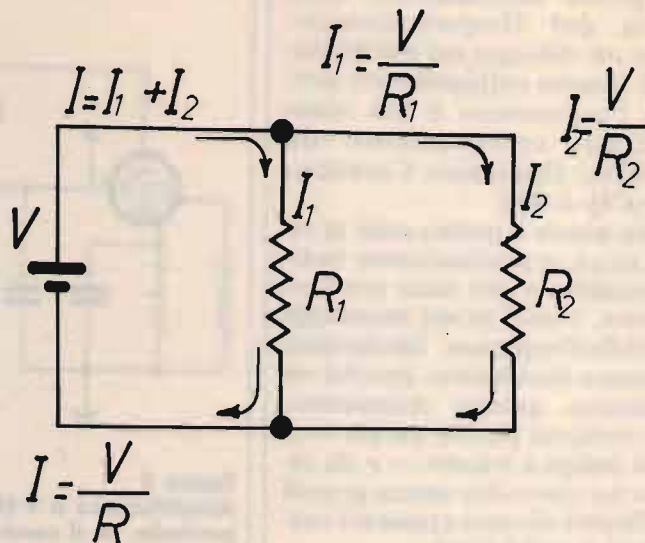 I₁ = V/R₁
I = I₁ + I₂
I₂ = V/R₂
V
I₁
I₂
R₁
R₂
I = V/R